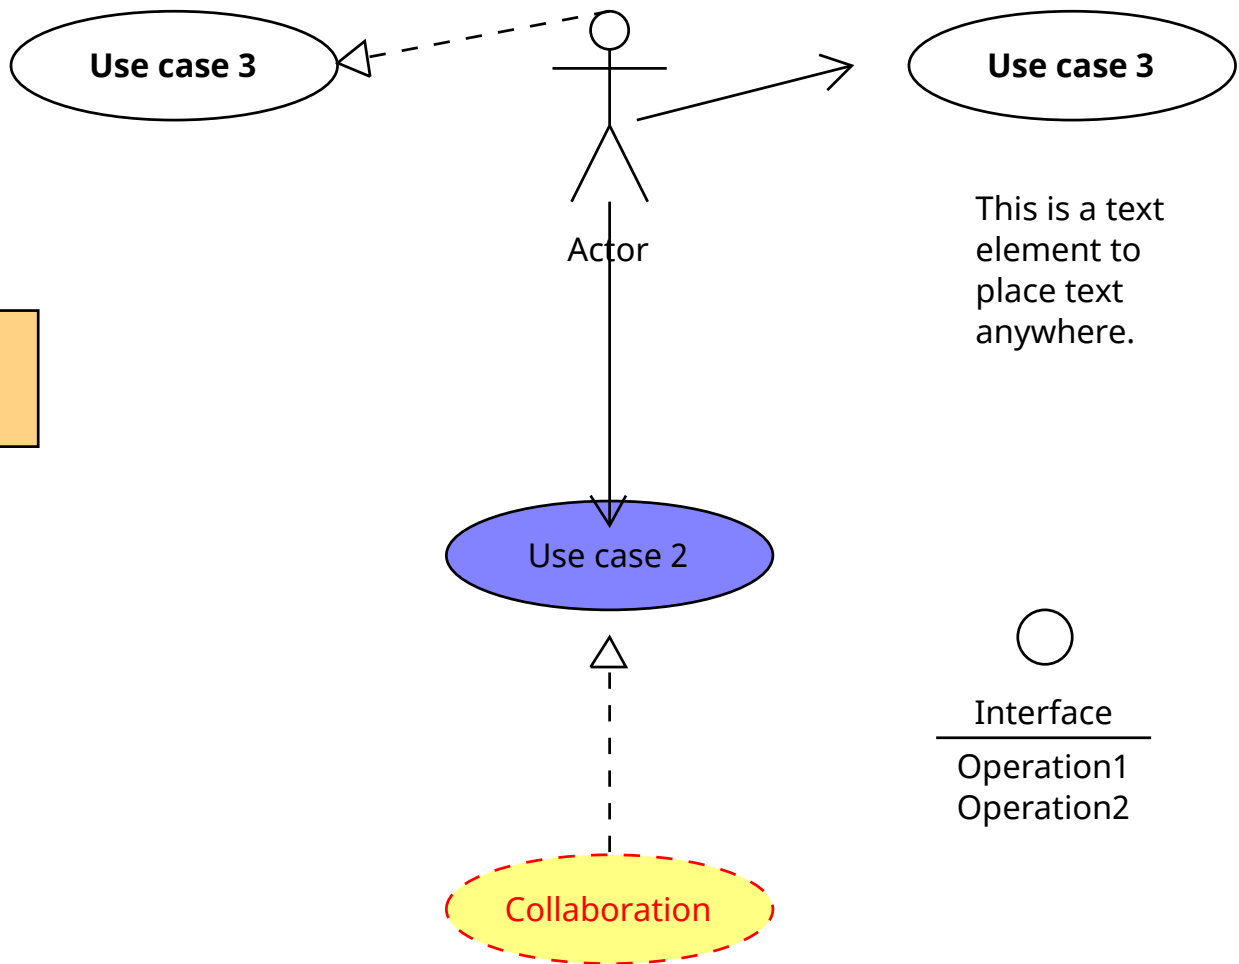 Use case 3
Use case 3
Actor
This is a text
element to
place text
anywhere.
Use case 2
Interface
Operation1
Operation2
Collaboration